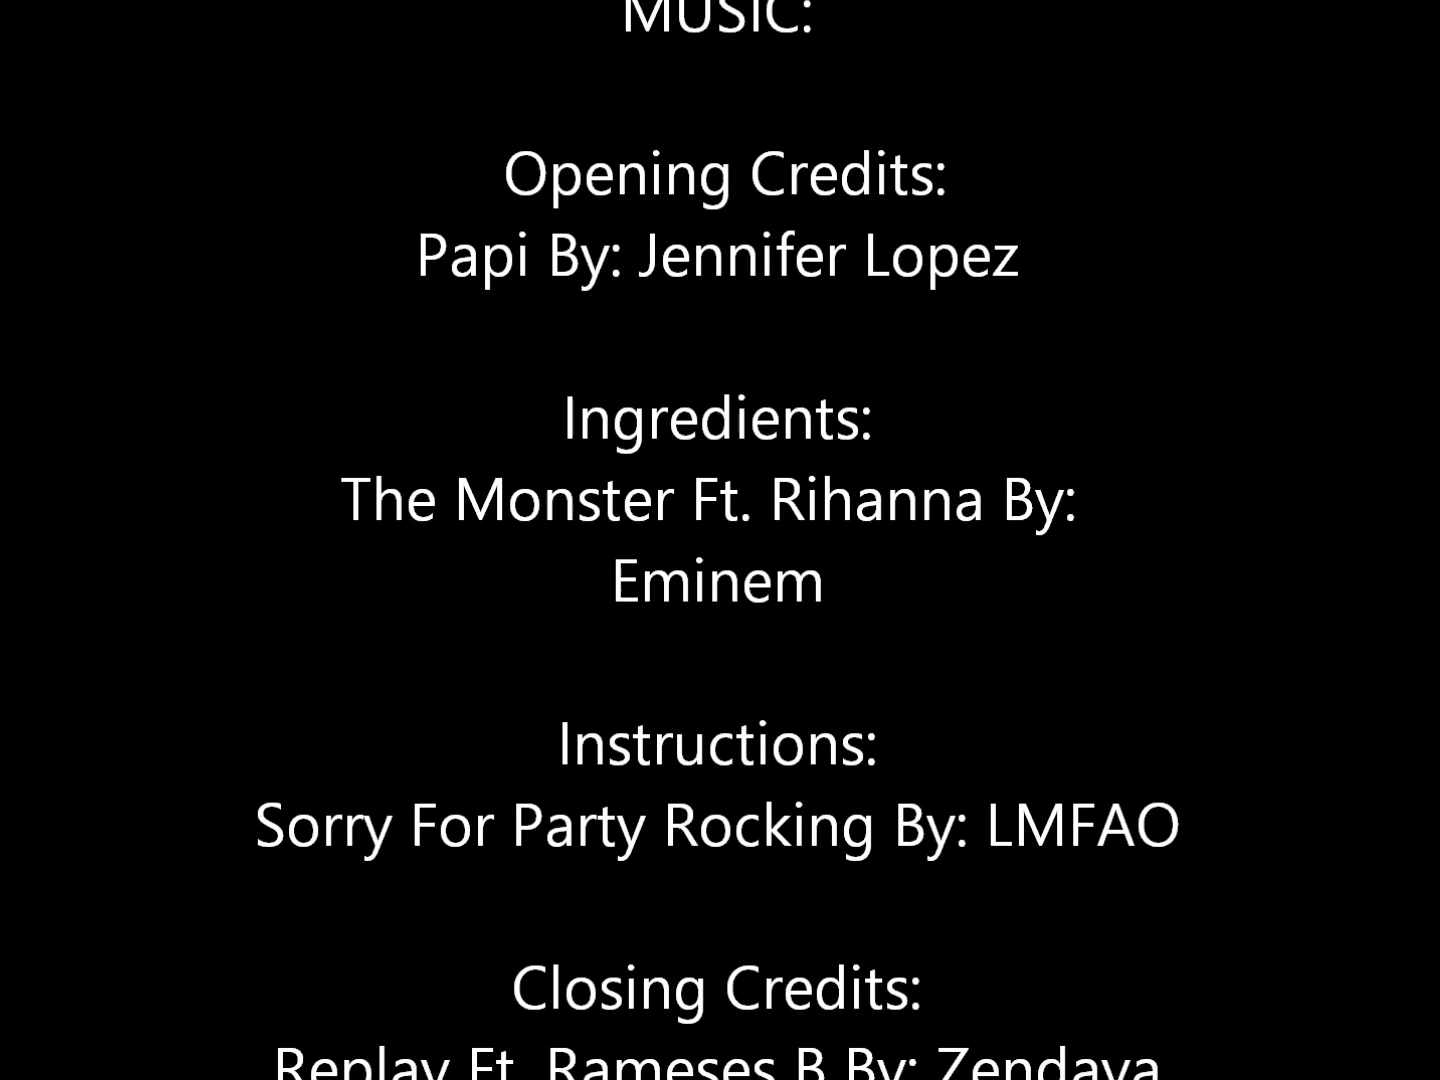 MUSIC:
Opening Credits:
Papi By: Jennifer Lopez
Ingredients:
The Monster Ft. Rihanna By:
Eminem
Instructions:
Sorry For Party Rocking By: LMFAO
Closing Credits:
Replay Ft. Rameses B By: Zendaya